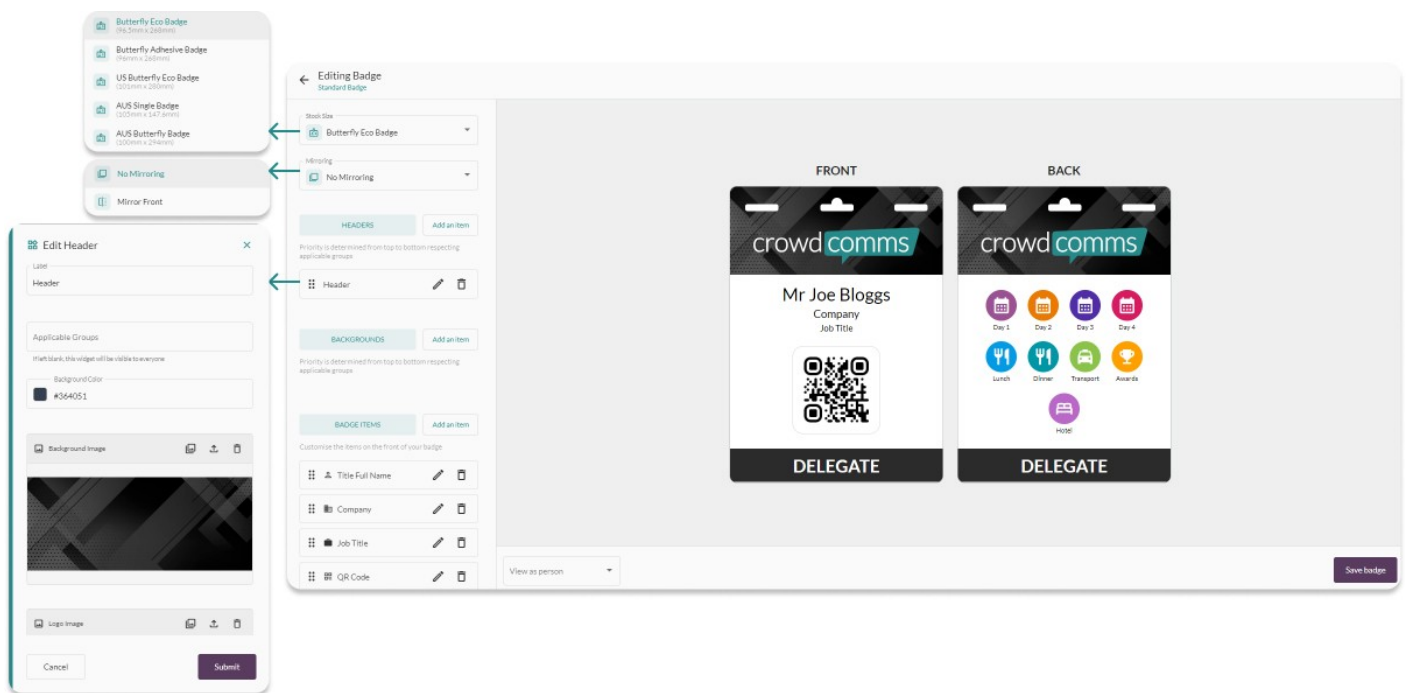 Butterfly Eco Badge
(96.5mm x 268mm)
Butterfly Adhesive Badge
(96mm x 268mm)
US Butterfly Eco Badge
(101mm x 280mm)
AUS Single Badge
(105mm x 147.6mm)
AUS Butterfly Badge
(100mm x 294mm)
No Mirroring
Mirror Front
Edit Header
Label
Header
Applicable Groups
If left blank, this widget will be visible to everyone
Background Color
#364051
Background Image
Logo Image
Cancel
Submit
Editing Badge
Standard Badge
Stock Size
Butterfly Eco Badge
Mirroring
No Mirroring
HEADERS
Add an item
Priority is determined from top to bottom respecting
applicable groups
Header
BACKGROUNDS
Add an item
Priority is determined from top to bottom respecting
applicable groups
BADGE ITEMS
Add an item
Customise the items on the front of your badge
Title Full Name
Company
Job Title
QR Code
FRONT
crowd comms
Mr Joe Bloggs
Company
Job Title
DELEGATE
BACK
crowd comms
Day 1 Day 2 Day 3 Day 4
Lunch Dinner Transport Awards
Hotel
DELEGATE
View as person
Save badge